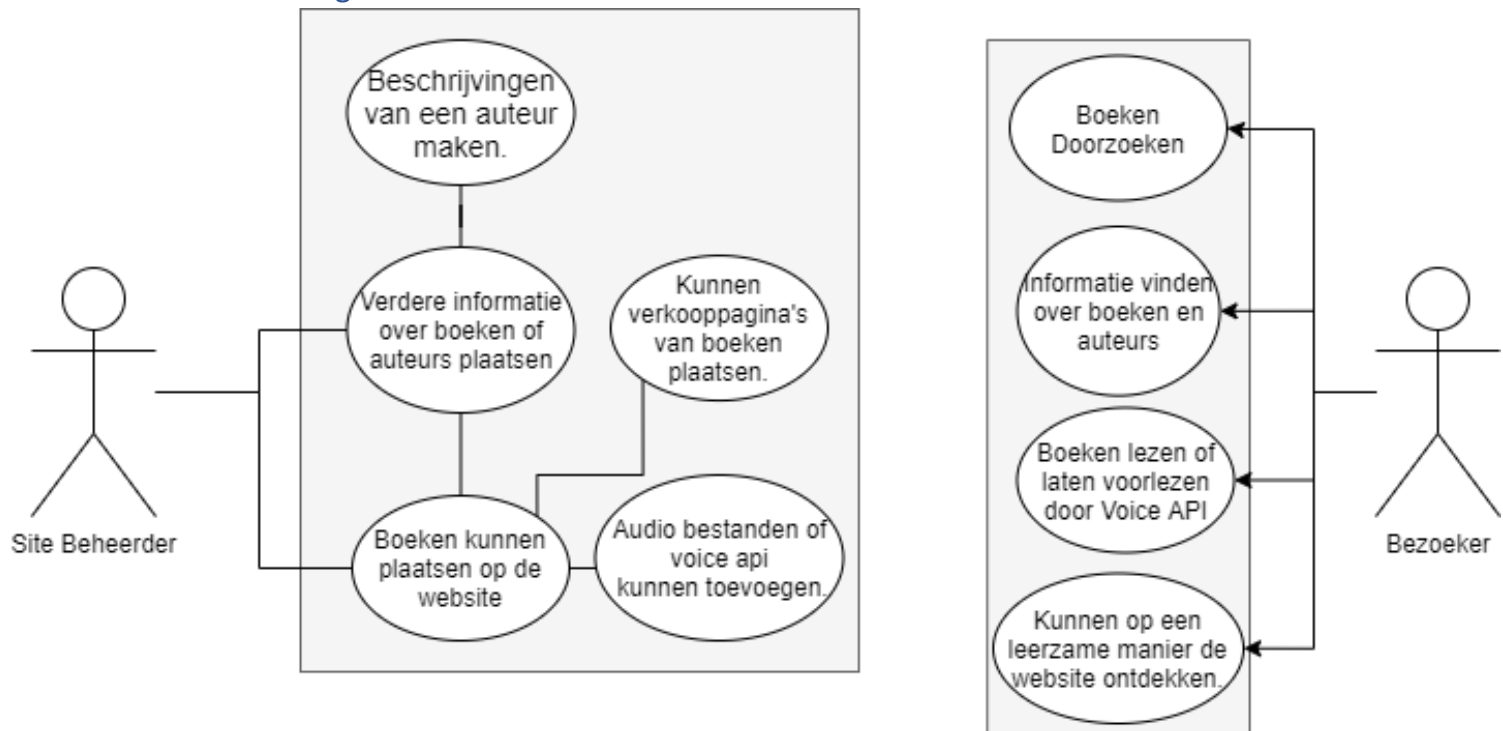 Beschrijvingen
van een auteur
maken.
Verdere informatie
over boeken of
auteurs plaatsen
Kunnen
verkooppagina's
van boeken
plaatsen.
Boeken kunnen
plaatsen op de
website
Audio bestanden of
voice api
kunnen toevoegen.
Site Beheerder
Boeken
Doorzoeken
Informatie vinden
over boeken en
auteurs
Boeken lezen of
laten voorlezen
door Voice API
Kunnen op een
leerzame manier de
website ontdekken.
Bezoeker